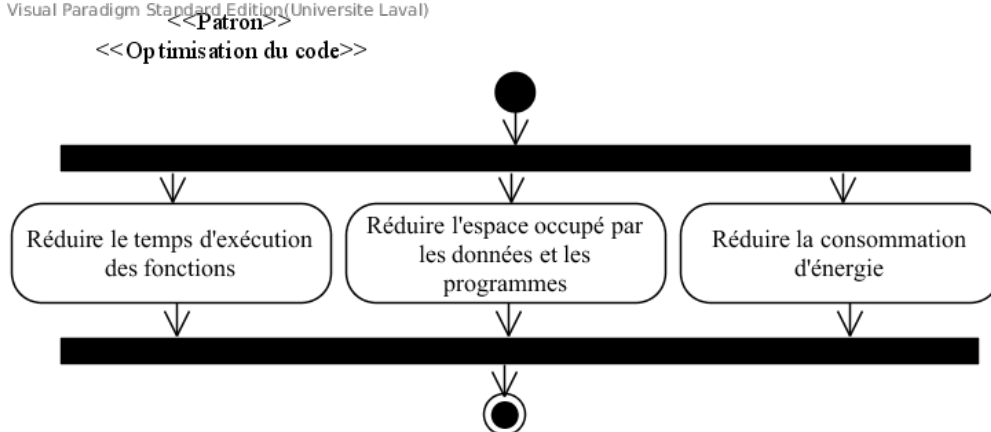 Visual Paradigm Standard Edition(Universite Laval)
<<Patron>>
<<Optimisation du code>>
Réduire le temps d'exécution
des fonctions
Réduire l'espace occupé par
les données et les
programmes
Réduire la consommation
d'énergie